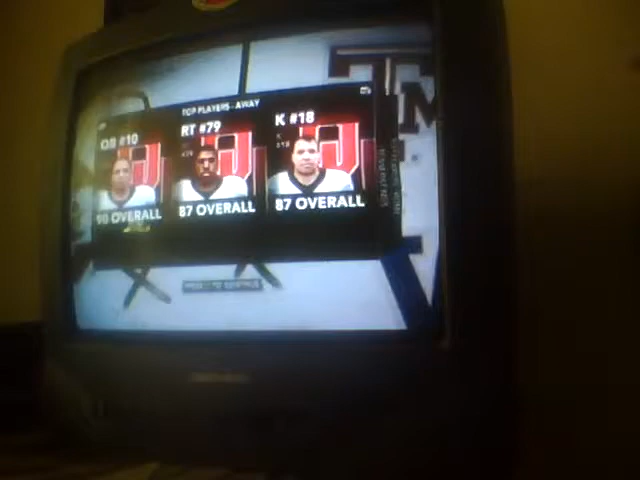 TOP PLAYERS - AWAY
QB #10
RT #79
K #18
90 OVERALL
87 OVERALL
87 OVERALL